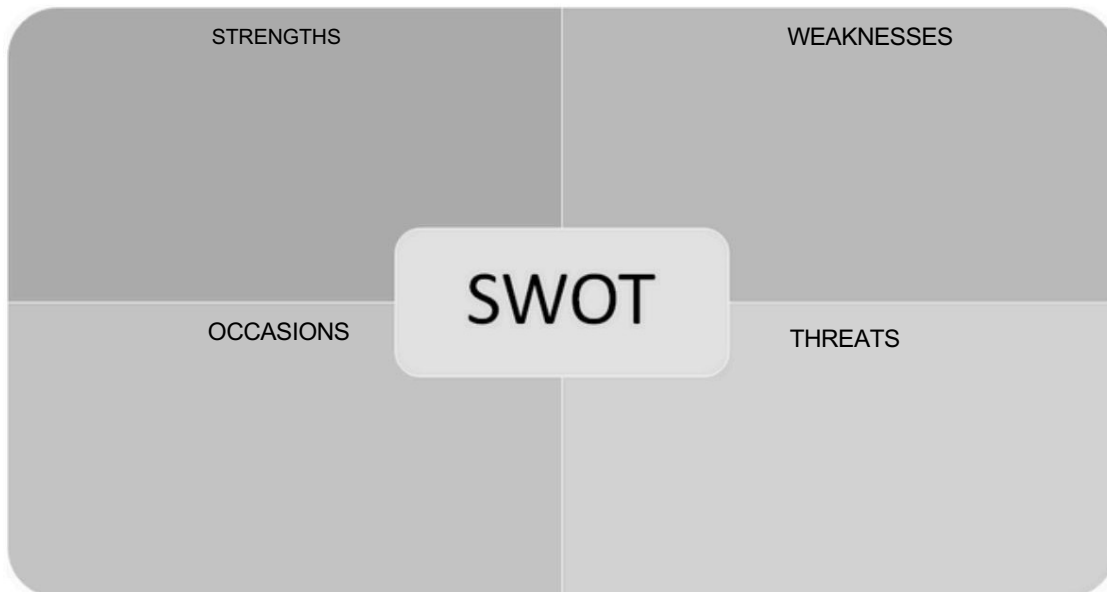 STRENGTHS
WEAKNESSES
SWOT
OCCASIONS
THREATS